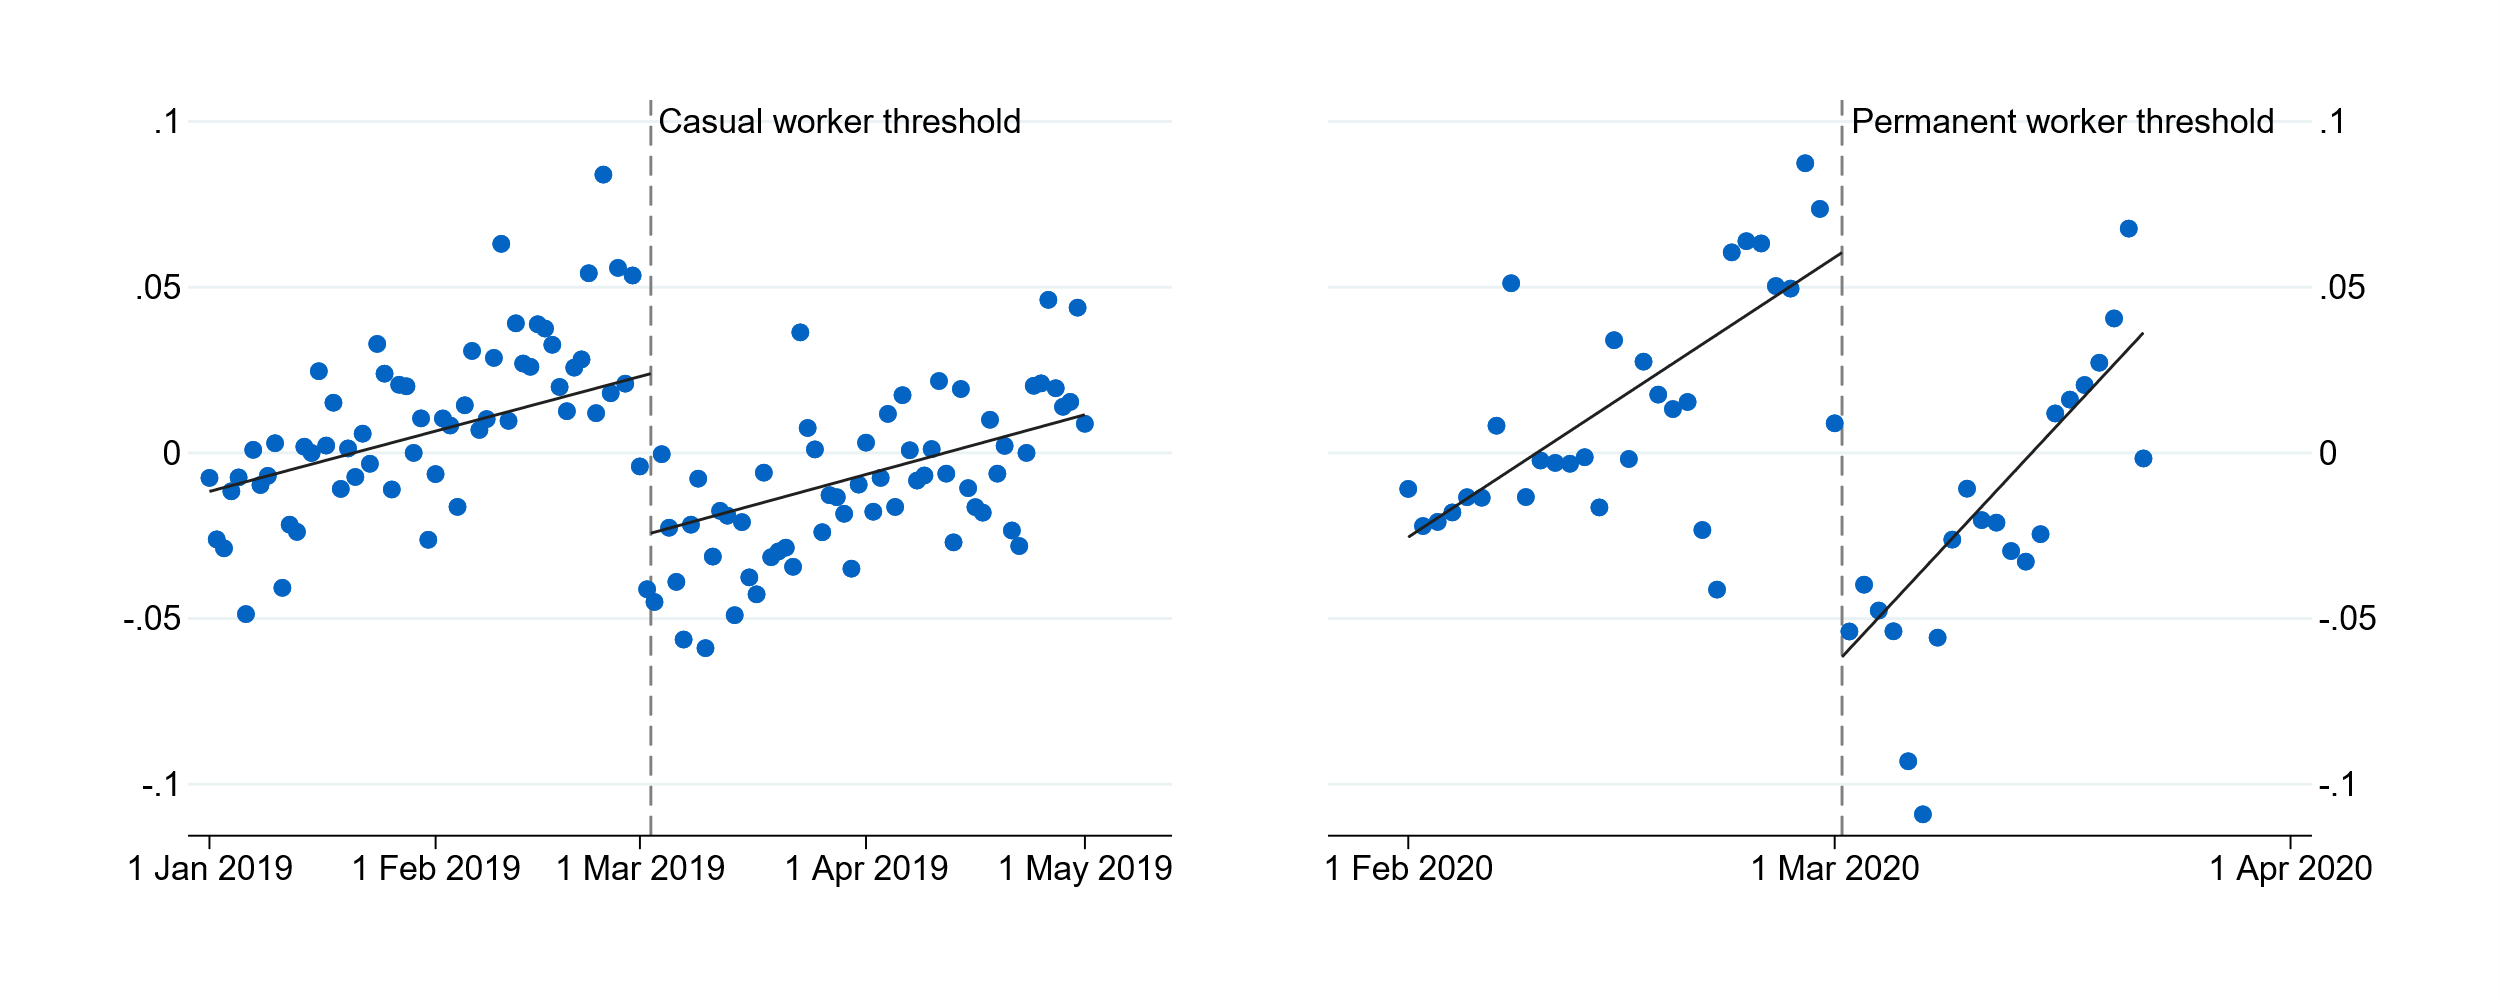 Casual worker threshold
.1
.05
0
-.05
-.1
1 Jan 2019
1 Feb 2019
1 Mar 2019
1 Apr 2019
1 May 2019
Permanent worker threshold
.1
.05
0
-.05
-.1
1 Feb 2020
1 Mar 2020
1 Apr 2020